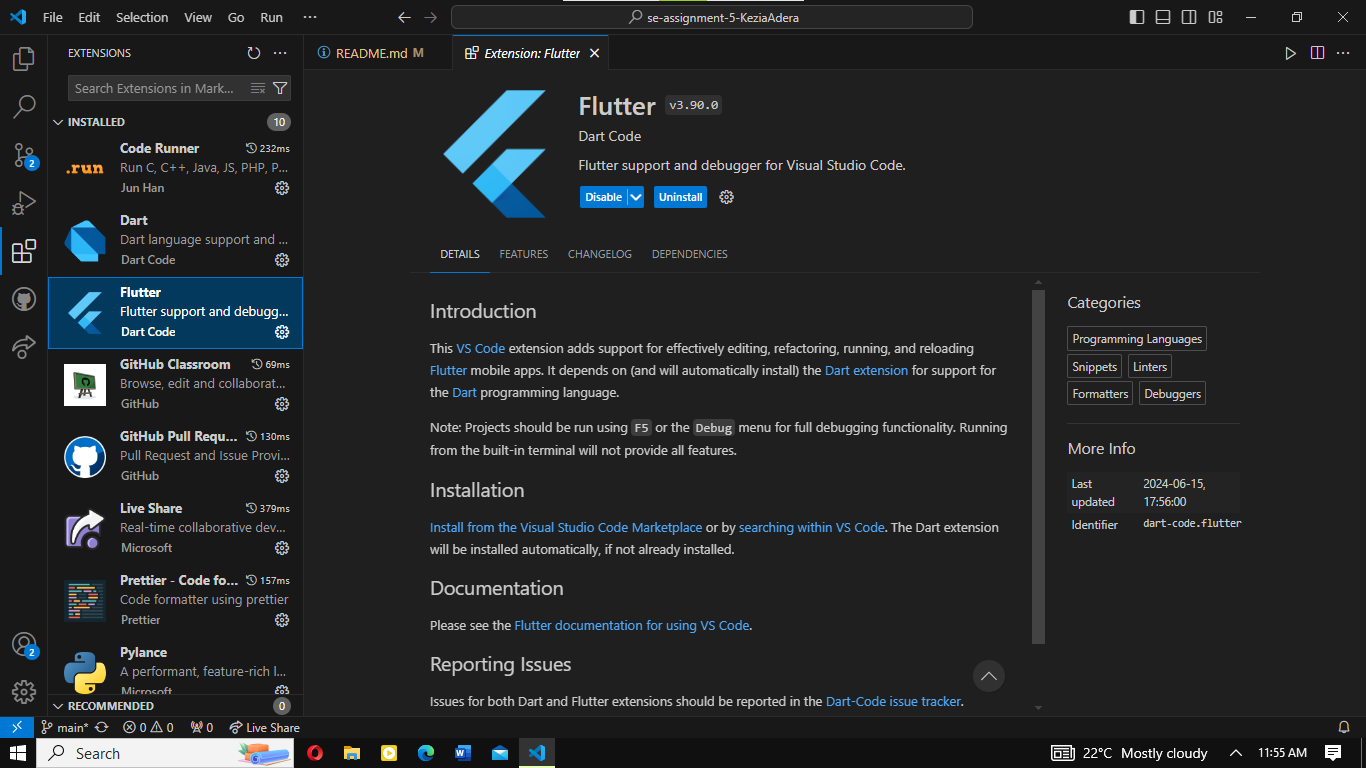 File Edit Selection View Go Run ···
se-assignment-5-KeziaAdera
EXTENSIONS
Search Extensions in Mark...
INSTALLED 10
Code Runner 232ms
Run C, C++, Java, JS, PHP, P...
Jun Han
.run
Dart
Dart language support and ...
Dart Code
Flutter
Flutter support and debugg...
Dart Code
GitHub Classroom 69ms
Browse, edit and collaborat...
GitHub
GitHub Pull Requ... 130ms
Pull Request and Issue Provi...
GitHub
Live Share 379ms
Real-time collaborative dev...
Microsoft
Prettier - Code fo... 157ms
Code formatter using prettier
Prettier
Pylance
A performant, feature-rich l...
Microsoft
RECOMMENDED 0
2
2
README.md M
Extension: Flutter
Flutter v3.90.0
Dart Code
Flutter support and debugger for Visual Studio Code.
Disable Uninstall
DETAILS FEATURES CHANGELOG DEPENDENCIES
Introduction
This VS Code extension adds support for effectively editing, refactoring, running, and reloading
Flutter mobile apps. It depends on (and will automatically install) the Dart extension for support for
the Dart programming language.
Note: Projects should be run using F5 or the Debug menu for full debugging functionality. Running
from the built-in terminal will not provide all features.
Installation
Install from the Visual Studio Code Marketplace or by searching within VS Code. The Dart extension
will be installed automatically, if not already installed.
Documentation
Please see the Flutter documentation for using VS Code.
Reporting Issues
Issues for both Dart and Flutter extensions should be reported in the Dart-Code issue tracker.
Categories
Programming Languages
Snippets Linters
Formatters Debuggers
More Info
Last updated 2024-06-15, 17:56:00
Identifier dart-code.flutter
main* 0 0 0 Live Share
Search
22°C Mostly cloudy 11:55 AM